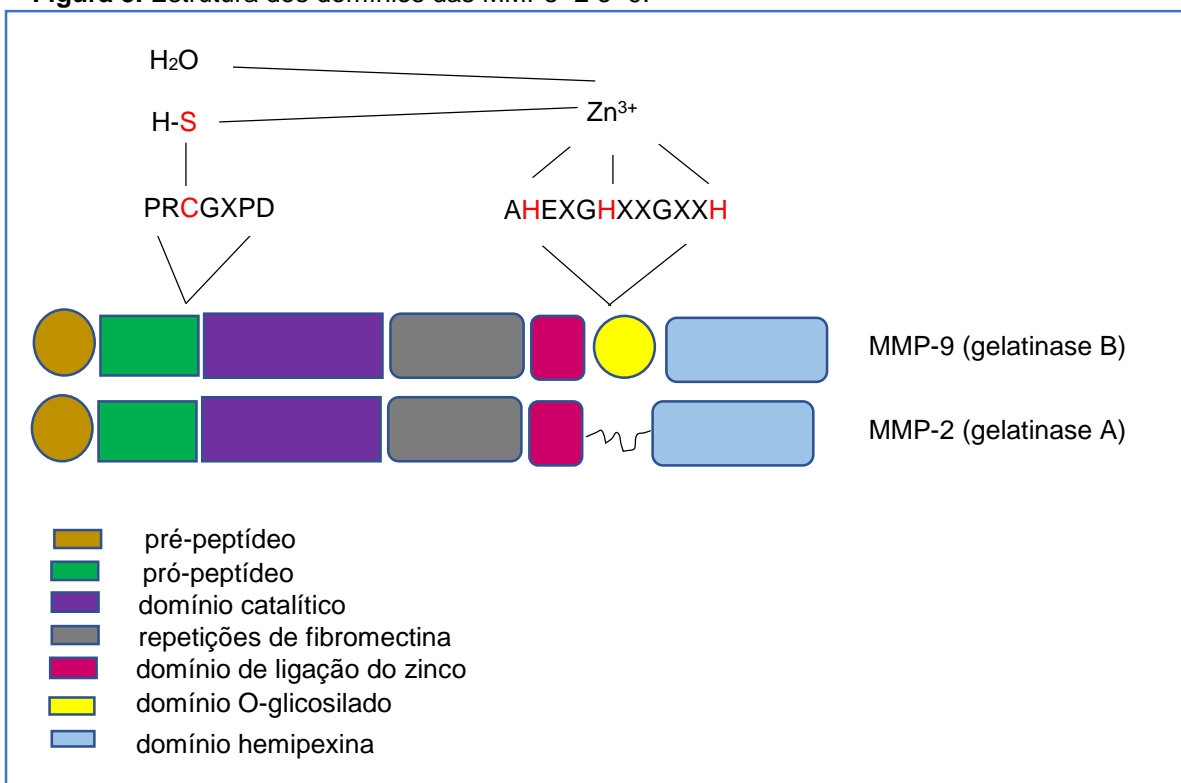 H₂O
H-S
Zn³⁺
PRCGXPD
AHEXGHXXGXXH
MMP-9 (gelatinase B)
MMP-2 (gelatinase A)
pré-peptídeo
pró-peptídeo
domínio catalítico
repetições de fibromectina
domínio de ligação do zinco
domínio O-glicosilado
domínio hemipexina